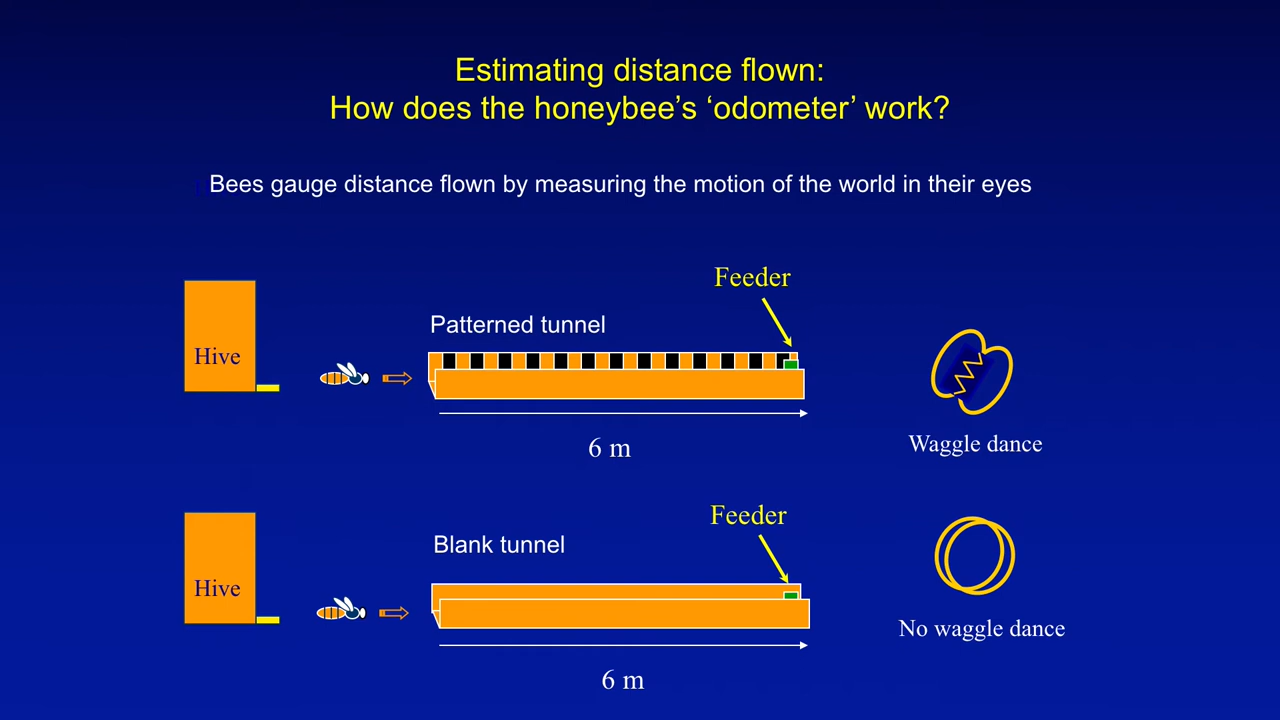 Estimating distance flown:
How does the honeybee’s ‘odometer’ work?
Bees gauge distance flown by measuring the motion of the world in their eyes
Feeder
Patterned tunnel
Hive
6 m
Waggle dance
Feeder
Blank tunnel
Hive
No waggle dance
6 m